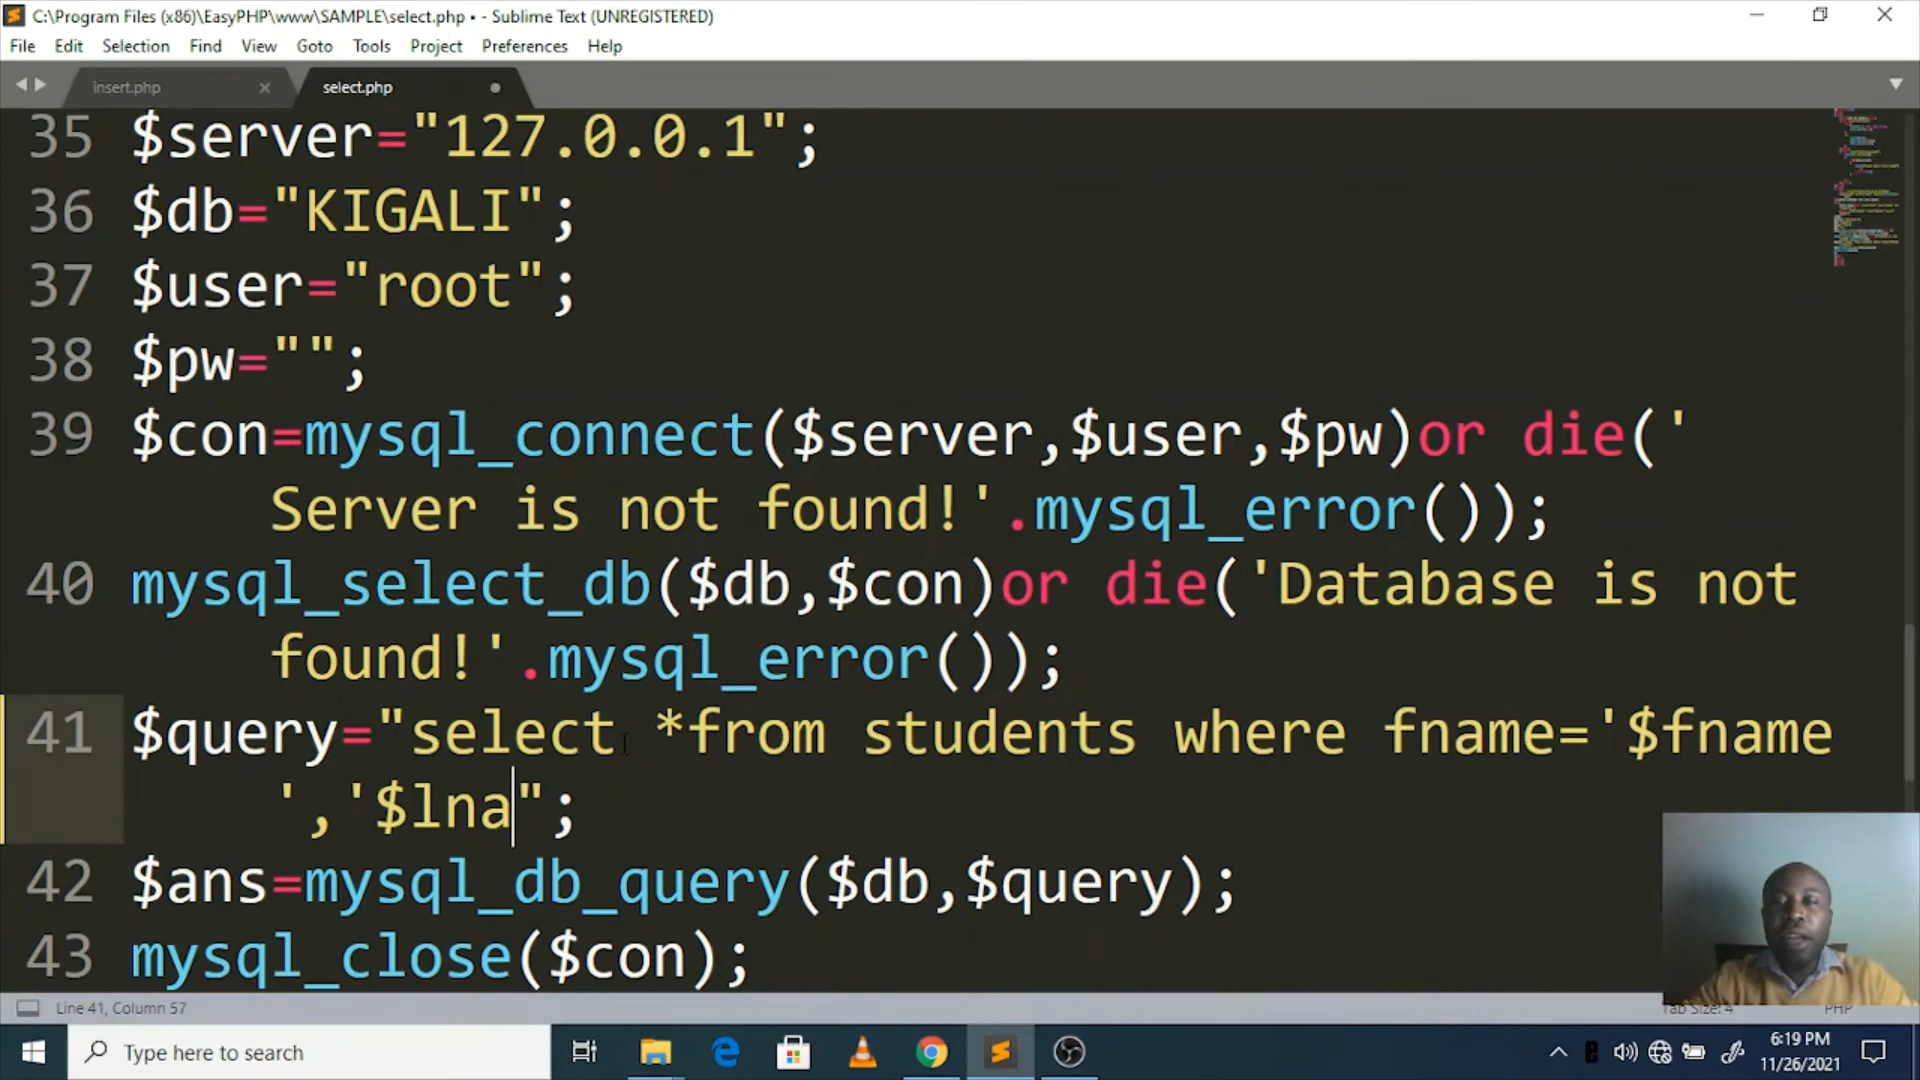 C:\Program Files (x86)\EasyPHP\www\SAMPLE\select.php • - Sublime Text (UNREGISTERED)
File Edit Selection Find View Goto Tools Project Preferences Help
insert.php select.php
35 $server="127.0.0.1";
36 $db="KIGALI";
37 $user="root";
38 $pw="";
39 $con=mysql_connect($server,$user,$pw)or die('
Server is not found!'.mysql_error());
40 mysql_select_db($db,$con)or die('Database is not
found!'.mysql_error());
41 $query="select *from students where fname='$fname
','$lna";
42 $ans=mysql_db_query($db,$query);
43 mysql_close($con);
Line 41, Column 57
Tab Size: 4 PHP
Type here to search
6:19 PM
11/26/2021